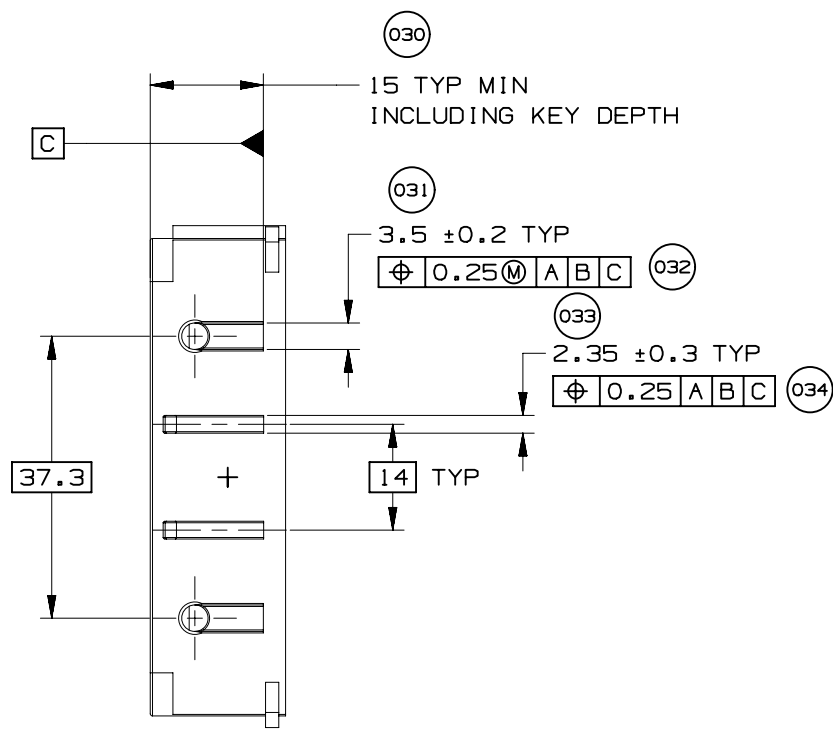 030
15 TYP MIN
INCLUDING KEY DEPTH
C
031
3.5 ±0.2 TYP
⌖ 0.25Ⓜ A B C 032
033
2.35 ±0.3 TYP
⌖ 0.25 A B C 034
37.3
14 TYP